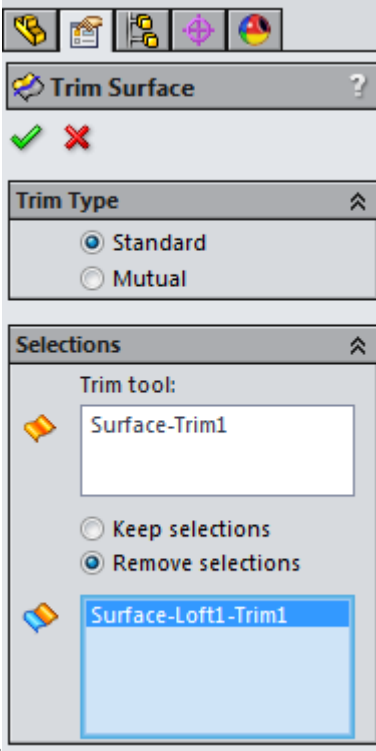 Trim Surface
?
Trim Type
Standard
Mutual
Selections
Trim tool:
Surface-Trim1
Keep selections
Remove selections
Surface-Loft1-Trim1